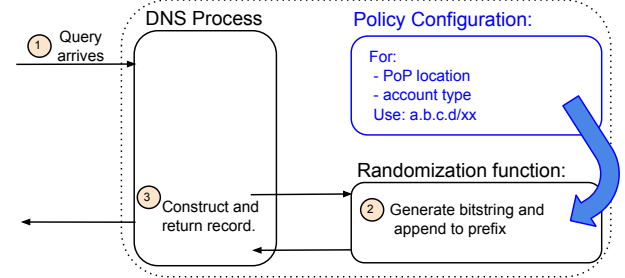 DNS Process
Policy Configuration:
1
Query
arrives
For:
- PoP location
- account type
Use: a.b.c.d/xx
Randomization function:
3
Construct and
return record.
2
Generate bitstring and
append to prefix